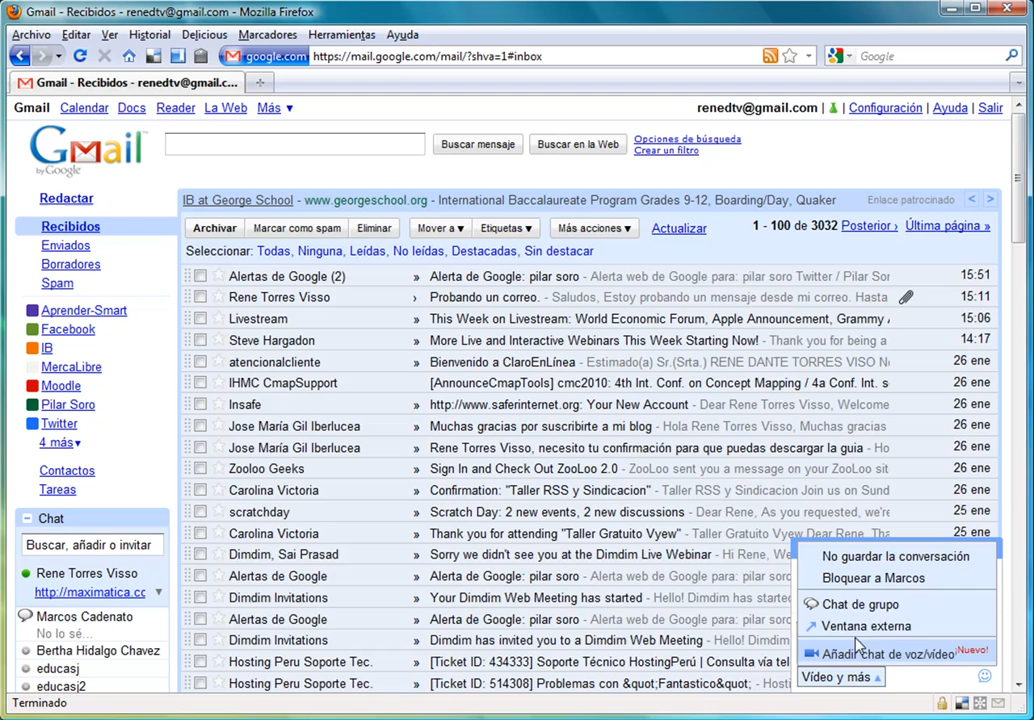 Gmail - Recibidos - renedtv@gmail.com - Mozilla Firefox
Archivo Editar Ver Historial Delicious Marcadores Herramientas Ayuda
google.com https://mail.google.com/mail/?shva=1#inbox Google
Gmail - Recibidos - renedtv@gmail.c...
Gmail Calendar Docs Reader La Web Más ▼ renedtv@gmail.com | Configuración | Ayuda | Salir
Gmail by Google
Buscar mensaje Buscar en la Web
Opciones de búsqueda
Crear un filtro
Redactar
Recibidos
Enviados
Borradores
Spam
Aprender-Smart
Facebook
IB
MercaLibre
Moodle
Pilar Soro
Twitter
4 más▼
Contactos
Tareas
Chat
Buscar, añadir o invitar
Rene Torres Visso
http://maximatica.cc
Marcos Cadenato
No lo sé...
Bertha Hidalgo Chavez
educasj
educasj2
IB at George School - www.georgeschool.org - International Baccalaureate Program Grades 9-12, Boarding/Day, Quaker Enlace patrocinado < >
Archivar Marcar como spam Eliminar Mover a ▼ Etiquetas ▼ Más acciones ▼ Actualizar 1 - 100 de 3032 Posterior › Última página »
Seleccionar: Todas, Ninguna, Leídas, No leídas, Destacadas, Sin destacar
Alertas de Google (2) » Alerta de Google: pilar soro - Alerta web de Google para: pilar soro Twitter / Pilar Sor 15:51
Rene Torres Visso › Probando un correo. - Saludos, Estoy probando un mensaje desde mi correo. Hasta 15:11
Livestream » This Week on Livestream: World Economic Forum, Apple Announcement, Grammy 15:06
Steve Hargadon » More Live and Interactive Webinars This Week Starting Now! - Thank you for being a 14:17
atencionalcliente » Bienvenido a ClaroEnLínea - Estimado(a) Sr.(Srta.) RENE DANTE TORRES VISO No 26 ene
IHMC CmapSupport » [AnnounceCmapTools] cmc2010: 4th Int. Conf. on Concept Mapping / 4a Conf. Int. s 26 ene
Insafe » http://www.saferinternet.org: Your New Account - Dear Rene Torres Visso, Welcome 26 ene
Jose María Gil Iberlucea » Muchas gracias por suscribirte a mi blog - Hola Rene Torres Visso, Muchas gracias 26 ene
Jose María Gil Iberlucea » Rene Torres Visso, necesito tu confirmación para que puedas descargar la guia - Ho 26 ene
Zooloo Geeks » Sign In and Check Out ZooLoo 2.0 - ZooLoo sent you a message on your ZooLoo sit 26 ene
Carolina Victoria » Confirmation: "Taller RSS y Sindicacion" - Taller RSS y Sindicacion Join us on Sund 26 ene
scratchday » Scratch Day: 2 new events, 2 new discussions - Dear Rene, As you requested, we're 25 ene
Carolina Victoria » Thank you for attending "Taller Gratuito Vyew" - Taller Gratuito Vyew Dear Rene, Tha 25 ene
Dimdim, Sai Prasad » Sorry we didn't see you at the Dimdim Live Webinar - Hi Rene, We
Alertas de Google » Alerta de Google: pilar soro - Alerta web de Google para: pilar soro
Dimdim Invitations » Your Dimdim Web Meeting has started - Hello! Dimdim
Alertas de Google » Alerta de Google: pilar soro - Alerta web de Google para: pilar soro
Dimdim Invitations » Dimdim has invited you to a Dimdim Web Meeting - Hello! Dimdim
Hosting Peru Soporte Tec. » [Ticket ID: 434333] Soporte Técnico HostingPerú | Consulta vía tel
Hosting Peru Soporte Tec. » [Ticket ID: 514308] Problemas con &quot;Fantastico&quot;
No guardar la conversación
Bloquear a Marcos
Chat de grupo
Ventana externa
Añadir chat de voz/vídeo ¡Nuevo!
Vídeo y más ▲
Terminado